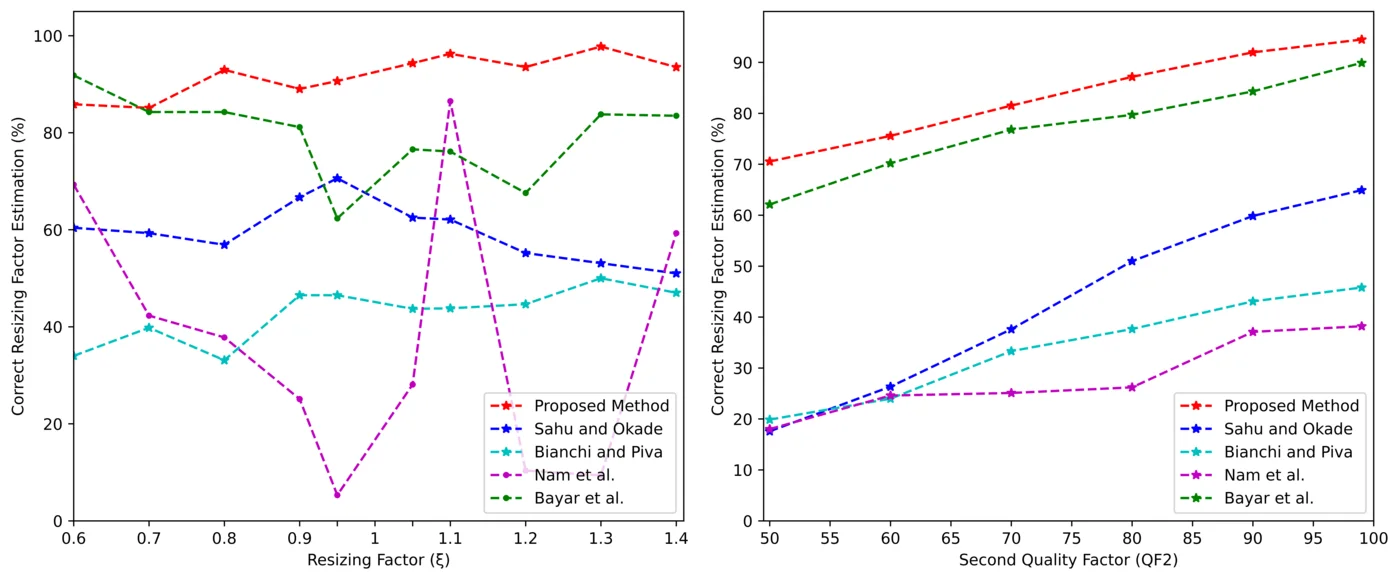 Correct Resizing Factor Estimation (%)
100
80
60
40
20
0
0.6 0.7 0.8 0.9 1 1.1 1.2 1.3 1.4
Resizing Factor (ξ)
Proposed Method
Sahu and Okade
Bianchi and Piva
Nam et al.
Bayar et al.
Correct Resizing Factor Estimation (%)
90
80
70
60
50
40
30
20
10
0
50 55 60 65 70 75 80 85 90 95 100
Second Quality Factor (QF2)
Proposed Method
Sahu and Okade
Bianchi and Piva
Nam et al.
Bayar et al.